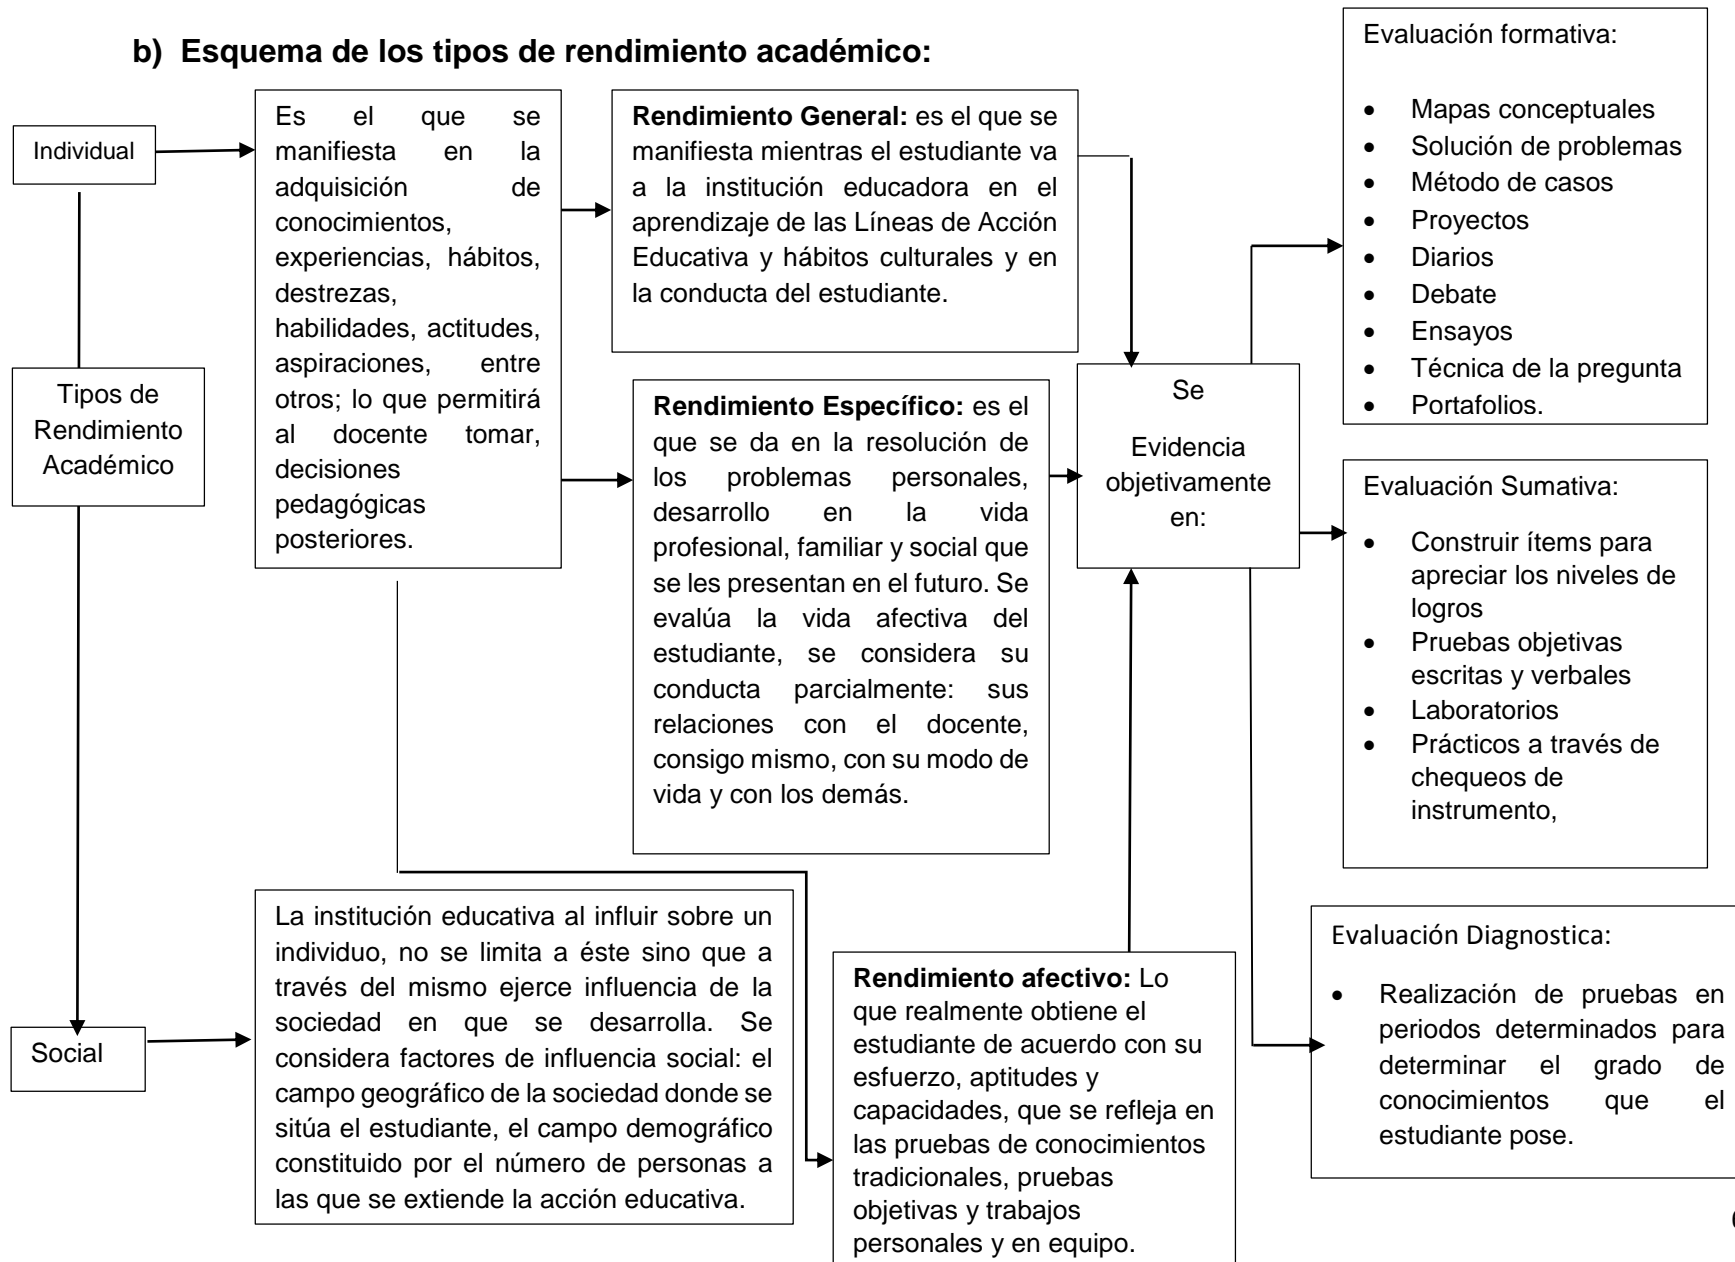 b) Esquema de los tipos de rendimiento académico:
Individual
Tipos de
Rendimiento
Académico
Social
Es el que se
manifiesta en la
adquisición de
conocimientos,
experiencias, hábitos,
destrezas,
habilidades, actitudes,
aspiraciones, entre
otros; lo que permitirá
al docente tomar,
decisiones
pedagógicas
posteriores.
La institución educativa al influir sobre un
individuo, no se limita a éste sino que a
través del mismo ejerce influencia de la
sociedad en que se desarrolla. Se
considera factores de influencia social: el
campo geográfico de la sociedad donde se
sitúa el estudiante, el campo demográfico
constituido por el número de personas a
las que se extiende la acción educativa.
Rendimiento General: es el que se
manifiesta mientras el estudiante va
a la institución educadora en el
aprendizaje de las Líneas de Acción
Educativa y hábitos culturales y en
la conducta del estudiante.
Rendimiento Específico: es el
que se da en la resolución de
los problemas personales,
desarrollo en la vida
profesional, familiar y social que
se les presentan en el futuro. Se
evalúa la vida afectiva del
estudiante, se considera su
conducta parcialmente: sus
relaciones con el docente,
consigo mismo, con su modo de
vida y con los demás.
Rendimiento afectivo: Lo
que realmente obtiene el
estudiante de acuerdo con su
esfuerzo, aptitudes y
capacidades, que se refleja en
las pruebas de conocimientos
tradicionales, pruebas
objetivas y trabajos
personales y en equipo.
Se
Evidencia
objetivamente
en:
Evaluación formativa:
• Mapas conceptuales
• Solución de problemas
• Método de casos
• Proyectos
• Diarios
• Debate
• Ensayos
• Técnica de la pregunta
• Portafolios.
Evaluación Sumativa:
• Construir ítems para
apreciar los niveles de
logros
• Pruebas objetivas
escritas y verbales
• Laboratorios
• Prácticos a través de
chequeos de
instrumento,
Evaluación Diagnostica:
• Realización de pruebas en
periodos determinados para
determinar el grado de
conocimientos que el
estudiante pose.